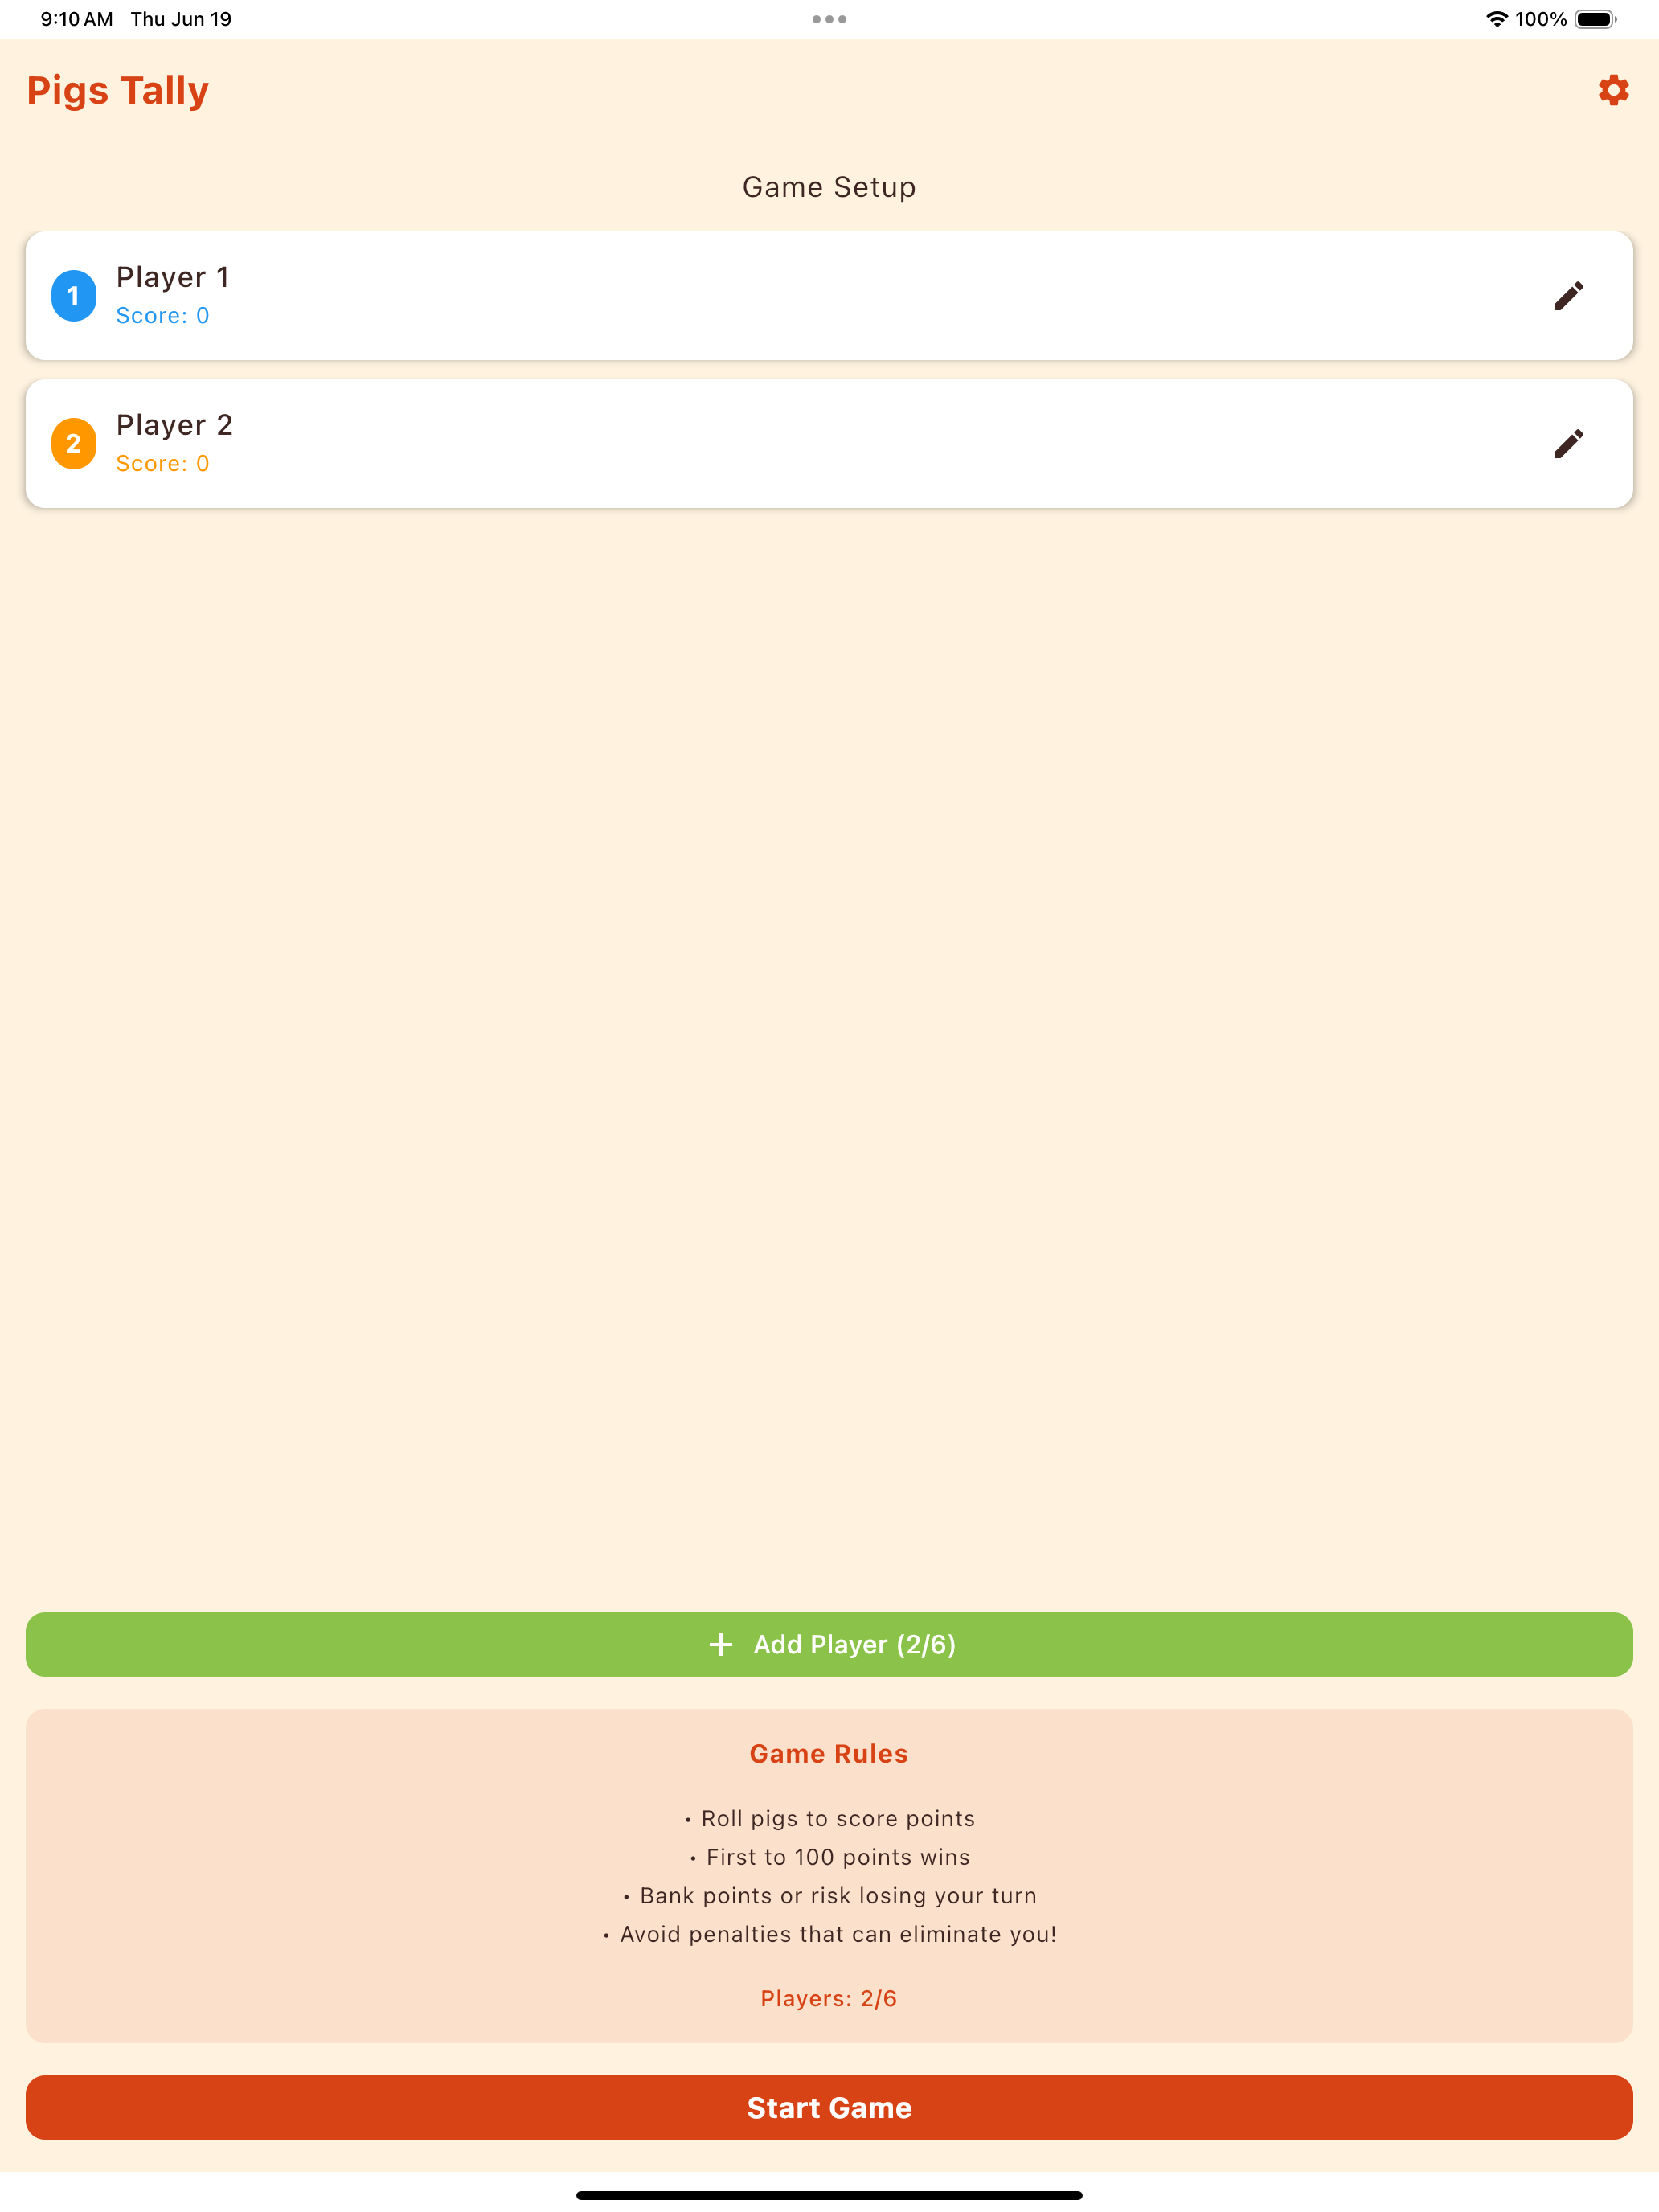 9:10 AM Thu Jun 19
100%
Pigs Tally
Game Setup
1
Player 1
Score: 0
2
Player 2
Score: 0
+ Add Player (2/6)
Game Rules
• Roll pigs to score points
• First to 100 points wins
• Bank points or risk losing your turn
• Avoid penalties that can eliminate you!
Players: 2/6
Start Game